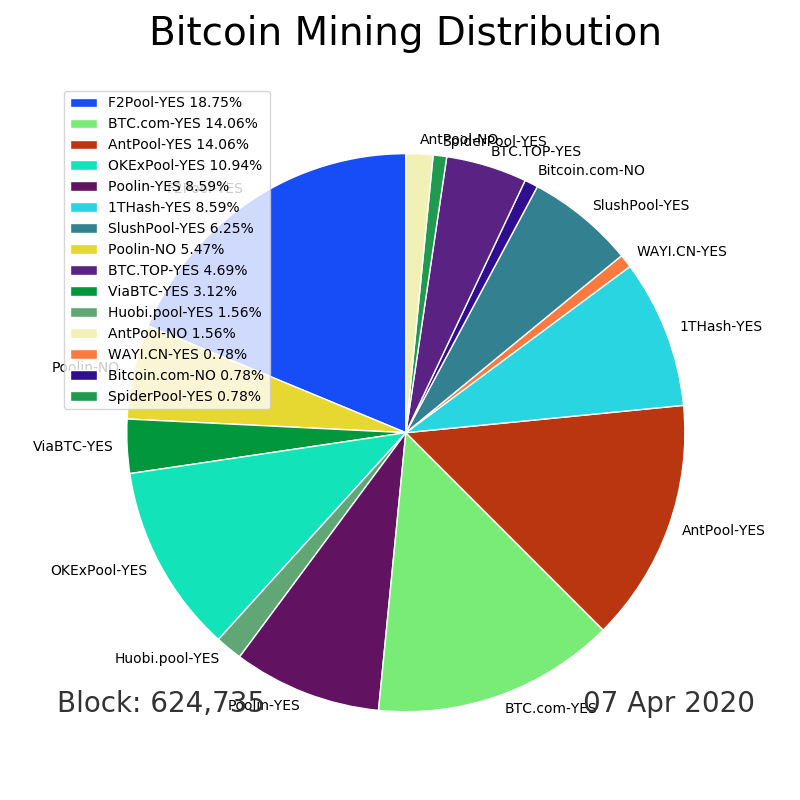 Bitcoin Mining Distribution
F2Pool-YES 18.75%
BTC.com-YES 14.06%
AntPool-YES 14.06%
OKExPool-YES 10.94%
Poolin-YES 8.59%
1THash-YES 8.59%
SlushPool-YES 6.25%
Poolin-NO 5.47%
BTC.TOP-YES 4.69%
ViaBTC-YES 3.12%
Huobi.pool-YES 1.56%
AntPool-NO 1.56%
WAYI.CN-YES 0.78%
Bitcoin.com-NO 0.78%
SpiderPool-YES 0.78%
AntPool-NO
SpiderPool-YES
BTC.TOP-YES
Bitcoin.com-NO
SlushPool-YES
WAYI.CN-YES
1THash-YES
AntPool-YES
BTC.com-YES
Poolin-YES
Huobi.pool-YES
OKExPool-YES
ViaBTC-YES
Poolin-NO
F2Pool-YES
Block: 624,735
07 Apr 2020